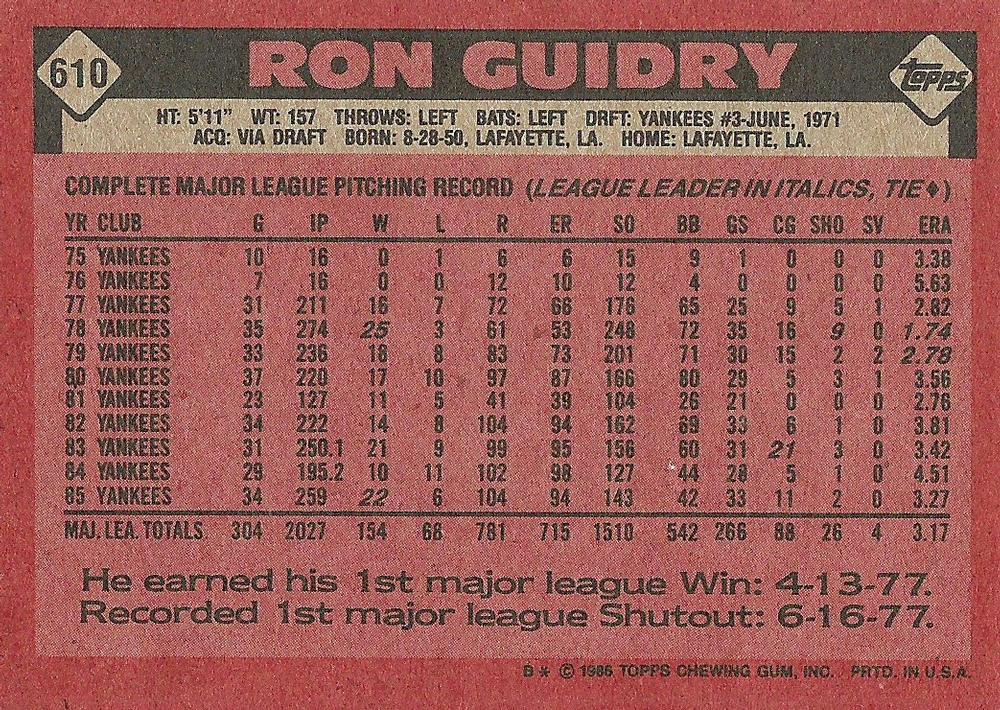 610 RON GUIDRY Topps
HT: 5'11" WT: 157 THROWS: LEFT BATS: LEFT DRFT: YANKEES #3-JUNE, 1971
ACQ: VIA DRAFT BORN: 8-28-50, LAFAYETTE, LA. HOME: LAFAYETTE, LA.
COMPLETE MAJOR LEAGUE PITCHING RECORD (LEAGUE LEADER IN ITALICS, TIE♦)
YR CLUB G IP W L R ER SO BB GS CG SHO SV ERA
75 YANKEES 10 16 0 1 6 6 15 9 1 0 0 0 3.38
76 YANKEES 7 16 0 0 12 10 12 4 0 0 0 0 5.63
77 YANKEES 31 211 16 7 72 66 176 65 25 9 5 1 2.82
78 YANKEES 35 274 25 3 61 53 248 72 35 16 9 0 1.74
79 YANKEES 33 236 18 8 83 73 201 71 30 15 2 2 2.78
80 YANKEES 37 220 17 10 97 87 166 80 29 5 3 1 3.56
81 YANKEES 23 127 11 5 41 39 104 26 21 0 0 0 2.76
82 YANKEES 34 222 14 8 104 94 162 69 33 6 1 0 3.81
83 YANKEES 31 250.1 21 9 99 95 156 60 31 21 3 0 3.42
84 YANKEES 29 195.2 10 11 102 98 127 44 28 5 1 0 4.51
85 YANKEES 34 259 22 6 104 94 143 42 33 11 2 0 3.27
MAJ. LEA. TOTALS 304 2027 154 68 781 715 1510 542 266 88 26 4 3.17
He earned his 1st major league Win: 4-13-77.
Recorded 1st major league Shutout: 6-16-77.
B * © 1986 TOPPS CHEWING GUM, INC. PRTD. IN U.S.A.